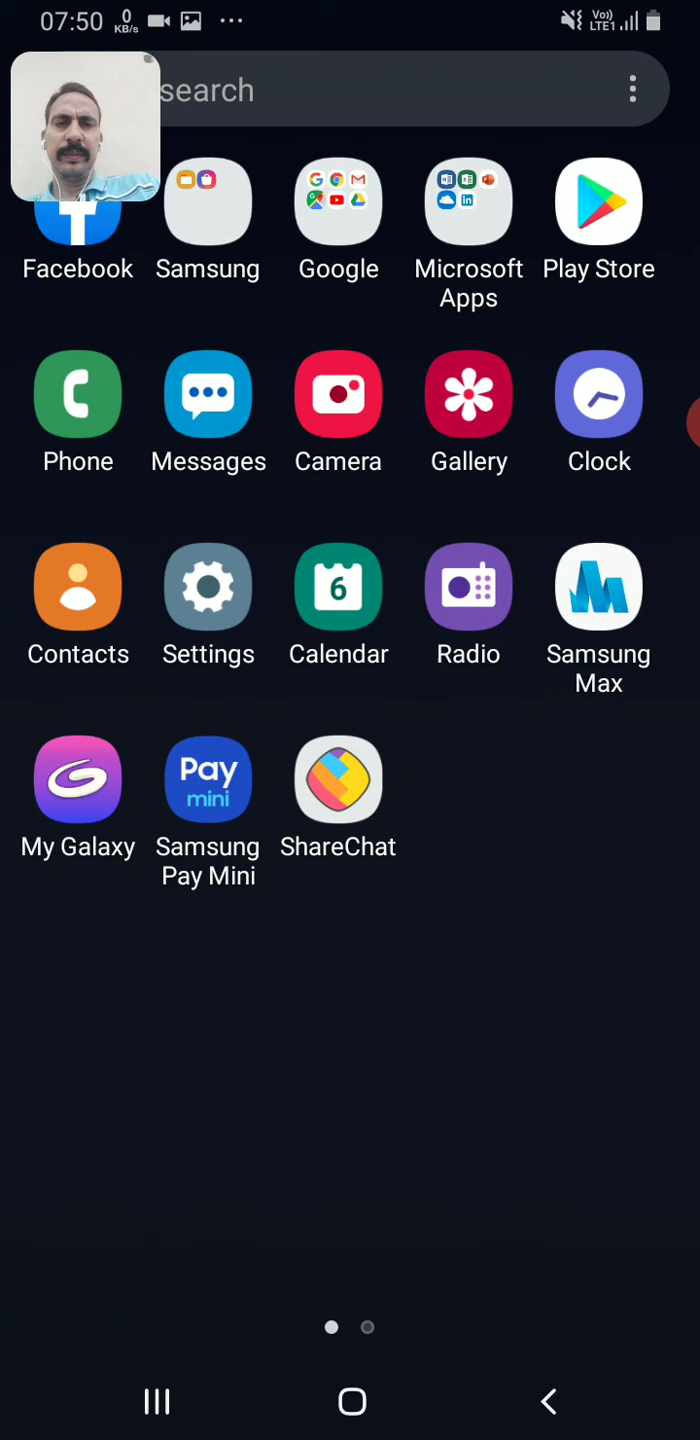 07:50 0 KB/s Vo) LTE1
search
Facebook Samsung Google Microsoft Apps Play Store
Phone Messages Camera Gallery Clock
6
Contacts Settings Calendar Radio Samsung Max
Pay mini
My Galaxy Samsung Pay Mini ShareChat